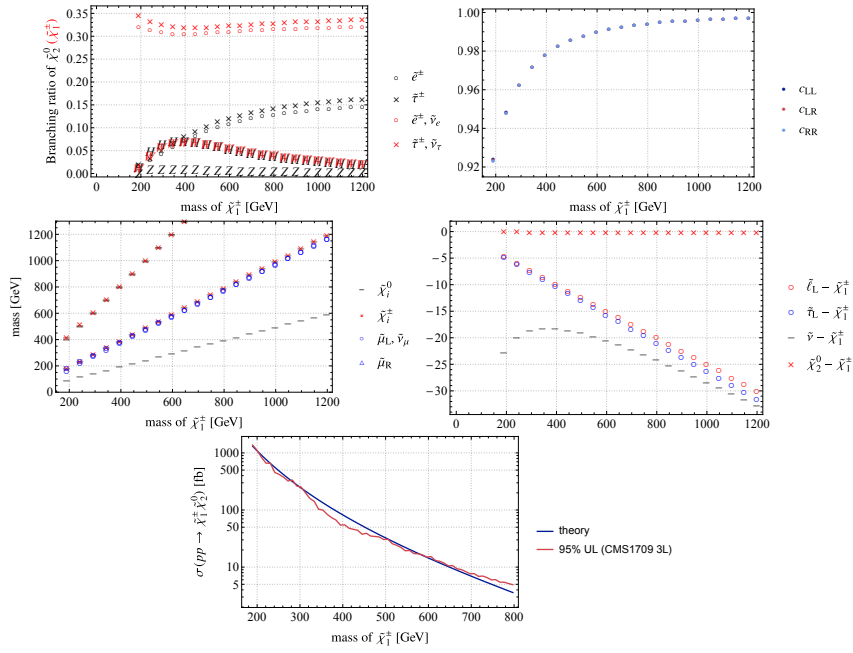 Branching ratio of χ̃₂⁰ (χ̃₁±)
0.35
0.30
0.25
0.20
0.15
0.10
0.05
0.00
0 200 400 600 800 1000 1200
mass of χ̃₁± [GeV]
ẽ±
τ̃±
ẽ±, ν̃ₑ
τ̃±, ν̃τ
1.00
0.98
0.96
0.94
0.92
200 400 600 800 1000 1200
mass of χ̃₁± [GeV]
cLL
cLR
cRR
mass [GeV]
1200
1000
800
600
400
200
0
200 400 600 800 1000 1200
mass of χ̃₁± [GeV]
χ̃ᵢ⁰
χ̃ᵢ±
μ̃L, ν̃μ
μ̃R
0
−5
−10
−15
−20
−25
−30
0 200 400 600 800 1000 1200
mass of χ̃₁± [GeV]
ℓ̃L − χ̃₁±
τ̃L − χ̃₁±
ν̃ − χ̃₁±
χ̃₂⁰ − χ̃₁±
σ(pp → χ̃₁± χ̃₂⁰) [fb]
1000
500
100
50
10
5
200 300 400 500 600 700 800
mass of χ̃₁± [GeV]
theory
95% UL (CMS1709 3L)